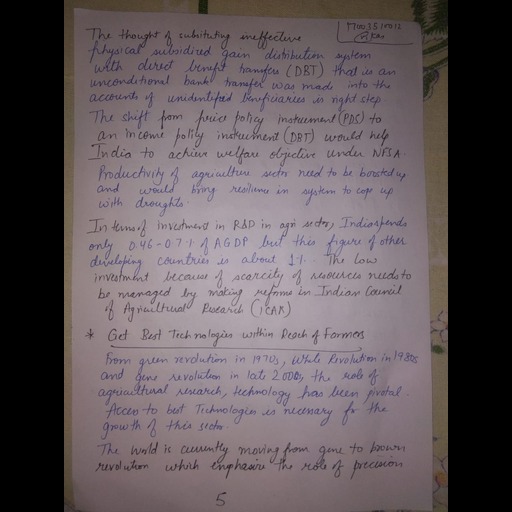 The thought of subsituting ineffective
physical subsidized gain distribution system
with direct benefit transfers (DBT) that is an
unconditional bank transfer was made into the
accounts of unidentified beneficiaries is right step
The shift from price policy instrument (PDS) to
an income policy instrument (DBT) would help
India to achieve welfare objective under NFSA.
Productivity of agriculture sector need to be boosted up
and would bring resilience in system to cope up
with droughts.
In terms of investment in R&D in agri sector, India spends
only 0.46-0.7% of AGDP but this figure of other
developing countries is about 1%. The low
investment because of scarcity of resources needs to
be managed by making reforms in Indian Council
of Agricultural Research (ICAR)
* Get Best Technologies within Reach of Farmers
From green revolution in 1970s, White Revolution in 1980s
and gene revolution in late 2000s, the role of
agricultural research, technology has been pivotal.
Access to best Technologies is necessary for the
growth of this sector.
The world is currently moving from gene to brown
revolution which emphasize the role of precision
5